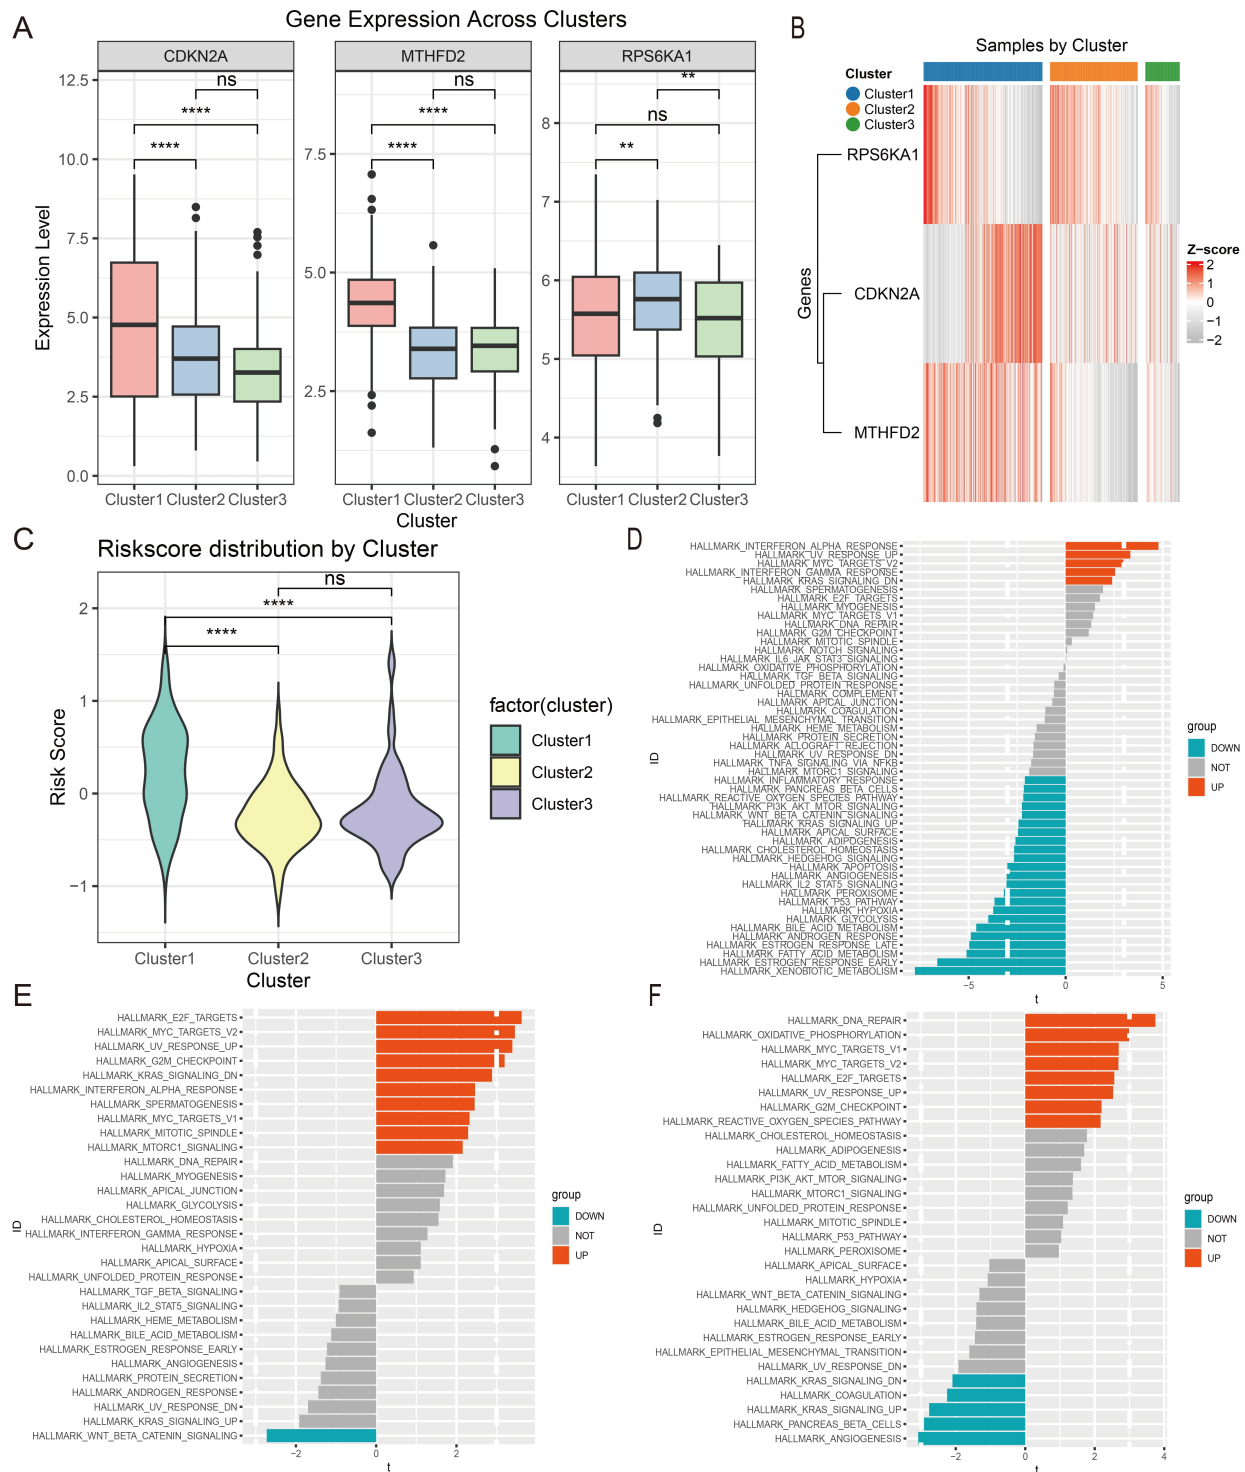 A
Gene Expression Across Clusters
CDKN2A
MTHFD2
RPS6KA1
Expression Level
12.5
10.0
7.5
5.0
2.5
0.0
ns
****
****
7.5
5.0
2.5
ns
****
****
8
7
6
5
4
**
ns
**
Cluster1 Cluster2 Cluster3
Cluster1 Cluster2 Cluster3
Cluster1 Cluster2 Cluster3
Cluster
B
Samples by Cluster
Cluster
Cluster1
Cluster2
Cluster3
Genes
RPS6KA1
CDKN2A
MTHFD2
Z-score
2
1
0
−1
−2
C
Riskscore distribution by Cluster
Risk Score
2
1
0
−1
ns
****
****
Cluster1
Cluster2
Cluster3
Cluster
factor(cluster)
Cluster1
Cluster2
Cluster3
D
ID
HALLMARK_INTERFERON_ALPHA_RESPONSE
HALLMARK_UV_RESPONSE_UP
HALLMARK_MYC_TARGETS_V2
HALLMARK_INTERFERON_GAMMA_RESPONSE
HALLMARK_KRAS_SIGNALING_DN
HALLMARK_SPERMATOGENESIS
HALLMARK_E2F_TARGETS
HALLMARK_MYOGENESIS
HALLMARK_MYC_TARGETS_V1
HALLMARK_DNA_REPAIR
HALLMARK_G2M_CHECKPOINT
HALLMARK_MITOTIC_SPINDLE
HALLMARK_NOTCH_SIGNALING
HALLMARK_IL6_JAK_STAT3_SIGNALING
HALLMARK_OXIDATIVE_PHOSPHORYLATION
HALLMARK_TGF_BETA_SIGNALING
HALLMARK_UNFOLDED_PROTEIN_RESPONSE
HALLMARK_COMPLEMENT
HALLMARK_APICAL_JUNCTION
HALLMARK_COAGULATION
HALLMARK_EPITHELIAL_MESENCHYMAL_TRANSITION
HALLMARK_HEME_METABOLISM
HALLMARK_PROTEIN_SECRETION
HALLMARK_ALLOGRAFT_REJECTION
HALLMARK_UV_RESPONSE_DN
HALLMARK_TNFA_SIGNALING_VIA_NFKB
HALLMARK_MTORC1_SIGNALING
HALLMARK_INFLAMMATORY_RESPONSE
HALLMARK_PANCREAS_BETA_CELLS
HALLMARK_REACTIVE_OXYGEN_SPECIES_PATHWAY
HALLMARK_PI3K_AKT_MTOR_SIGNALING
HALLMARK_WNT_BETA_CATENIN_SIGNALING
HALLMARK_KRAS_SIGNALING_UP
HALLMARK_APICAL_SURFACE
HALLMARK_ADIPOGENESIS
HALLMARK_CHOLESTEROL_HOMEOSTASIS
HALLMARK_HEDGEHOG_SIGNALING
HALLMARK_APOPTOSIS
HALLMARK_ANGIOGENESIS
HALLMARK_IL2_STAT5_SIGNALING
HALLMARK_PEROXISOME
HALLMARK_P53_PATHWAY
HALLMARK_HYPOXIA
HALLMARK_GLYCOLYSIS
HALLMARK_BILE_ACID_METABOLISM
HALLMARK_ANDROGEN_RESPONSE
HALLMARK_ESTROGEN_RESPONSE_LATE
HALLMARK_FATTY_ACID_METABOLISM
HALLMARK_ESTROGEN_RESPONSE_EARLY
HALLMARK_XENOBIOTIC_METABOLISM
−5
0
5
t
group
DOWN
NOT
UP
E
ID
HALLMARK_E2F_TARGETS
HALLMARK_MYC_TARGETS_V2
HALLMARK_UV_RESPONSE_UP
HALLMARK_G2M_CHECKPOINT
HALLMARK_KRAS_SIGNALING_DN
HALLMARK_INTERFERON_ALPHA_RESPONSE
HALLMARK_SPERMATOGENESIS
HALLMARK_MYC_TARGETS_V1
HALLMARK_MITOTIC_SPINDLE
HALLMARK_MTORC1_SIGNALING
HALLMARK_DNA_REPAIR
HALLMARK_MYOGENESIS
HALLMARK_APICAL_JUNCTION
HALLMARK_GLYCOLYSIS
HALLMARK_CHOLESTEROL_HOMEOSTASIS
HALLMARK_INTERFERON_GAMMA_RESPONSE
HALLMARK_HYPOXIA
HALLMARK_APICAL_SURFACE
HALLMARK_UNFOLDED_PROTEIN_RESPONSE
HALLMARK_TGF_BETA_SIGNALING
HALLMARK_IL2_STAT5_SIGNALING
HALLMARK_HEME_METABOLISM
HALLMARK_BILE_ACID_METABOLISM
HALLMARK_ESTROGEN_RESPONSE_EARLY
HALLMARK_ANGIOGENESIS
HALLMARK_PROTEIN_SECRETION
HALLMARK_ANDROGEN_RESPONSE
HALLMARK_UV_RESPONSE_DN
HALLMARK_KRAS_SIGNALING_UP
HALLMARK_WNT_BETA_CATENIN_SIGNALING
−2
0
2
t
group
DOWN
NOT
UP
F
ID
HALLMARK_DNA_REPAIR
HALLMARK_OXIDATIVE_PHOSPHORYLATION
HALLMARK_MYC_TARGETS_V1
HALLMARK_MYC_TARGETS_V2
HALLMARK_E2F_TARGETS
HALLMARK_UV_RESPONSE_UP
HALLMARK_G2M_CHECKPOINT
HALLMARK_REACTIVE_OXYGEN_SPECIES_PATHWAY
HALLMARK_CHOLESTEROL_HOMEOSTASIS
HALLMARK_ADIPOGENESIS
HALLMARK_FATTY_ACID_METABOLISM
HALLMARK_PI3K_AKT_MTOR_SIGNALING
HALLMARK_MTORC1_SIGNALING
HALLMARK_UNFOLDED_PROTEIN_RESPONSE
HALLMARK_MITOTIC_SPINDLE
HALLMARK_P53_PATHWAY
HALLMARK_PEROXISOME
HALLMARK_APICAL_SURFACE
HALLMARK_HYPOXIA
HALLMARK_WNT_BETA_CATENIN_SIGNALING
HALLMARK_HEDGEHOG_SIGNALING
HALLMARK_BILE_ACID_METABOLISM
HALLMARK_ESTROGEN_RESPONSE_EARLY
HALLMARK_EPITHELIAL_MESENCHYMAL_TRANSITION
HALLMARK_UV_RESPONSE_DN
HALLMARK_KRAS_SIGNALING_DN
HALLMARK_COAGULATION
HALLMARK_KRAS_SIGNALING_UP
HALLMARK_PANCREAS_BETA_CELLS
HALLMARK_ANGIOGENESIS
−2
0
2
4
t
group
DOWN
NOT
UP